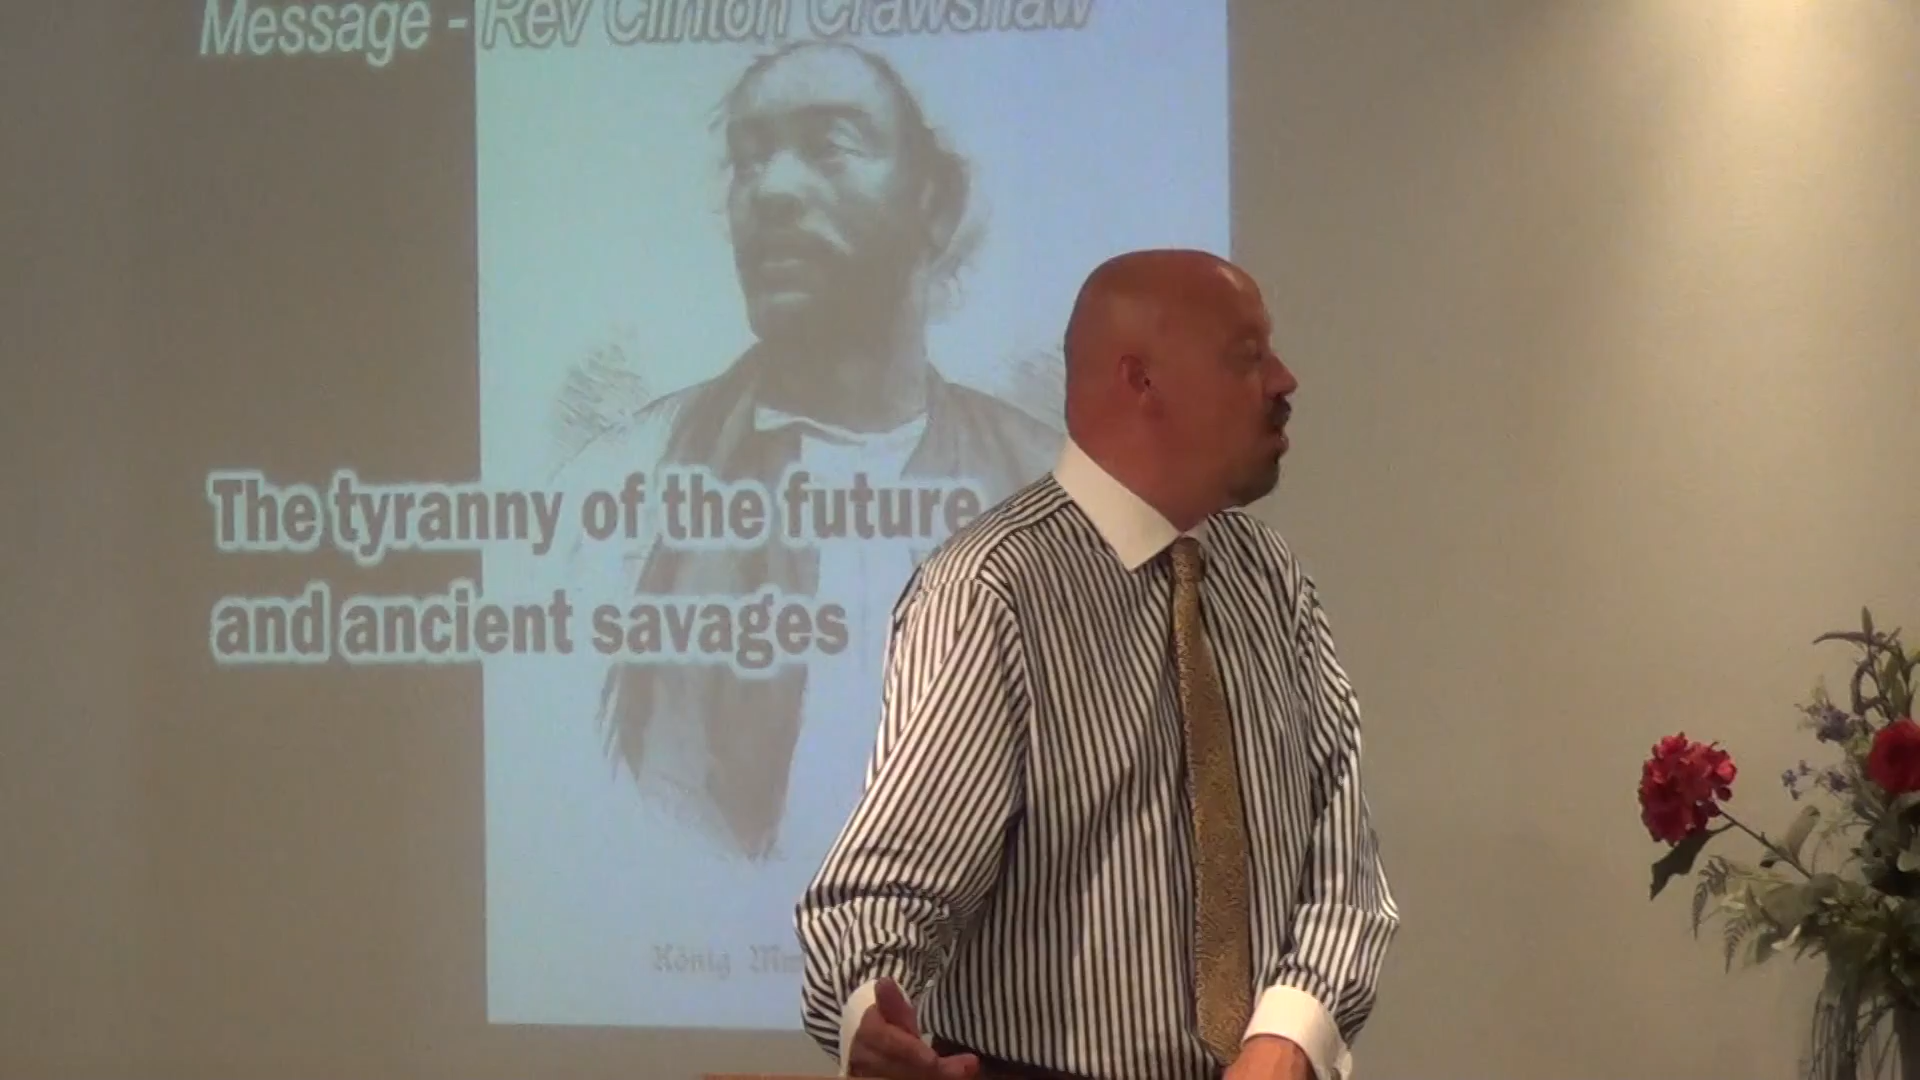 Message - Rev Clinton Crawshaw
The tyranny of the future
and ancient savages
König